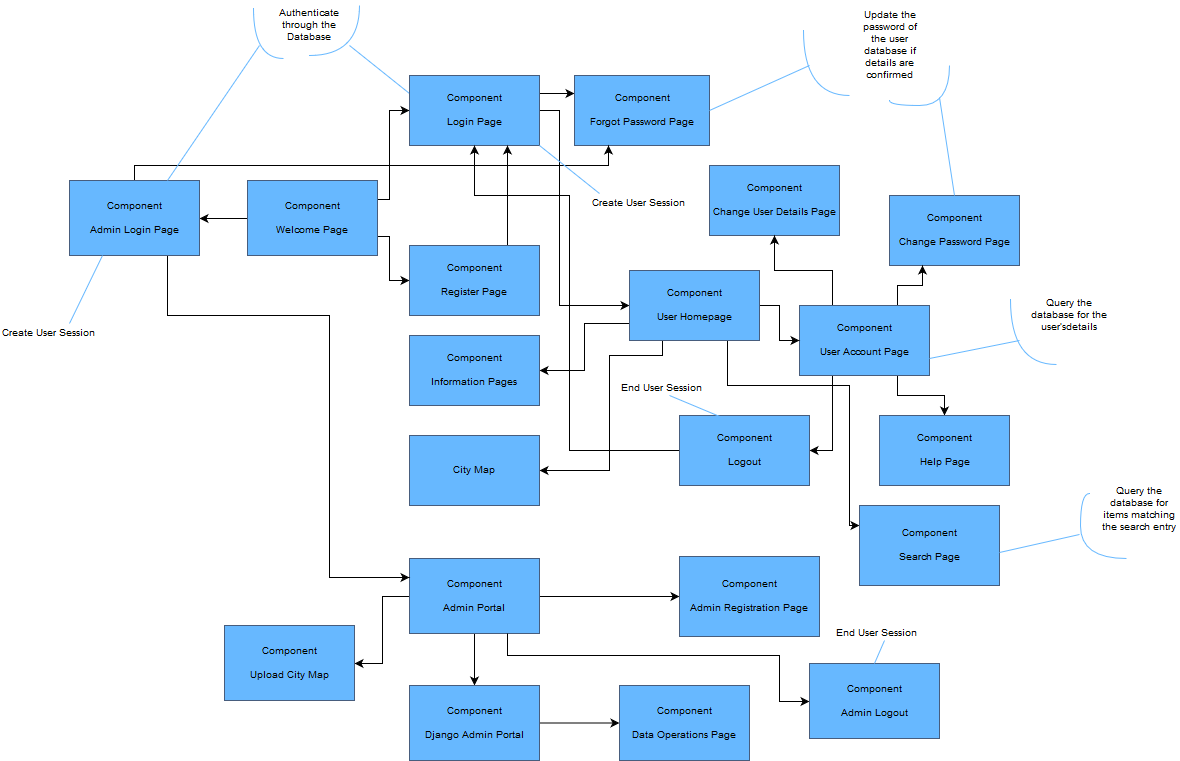 Authenticate
through the
Database
Update the
password of
the user
database if
details are
confirmed
Component
Login Page
Component
Forgot Password Page
Component
Admin Login Page
Component
Welcome Page
Create User Session
Component
Change User Details Page
Component
Change Password Page
Component
Register Page
Component
User Homepage
Query the
database for the
user'sdetails
Create User Session
Component
User Account Page
Component
Information Pages
End User Session
Component
Logout
Component
Help Page
City Map
Query the
database for
items matching
the search entry
Component
Search Page
Component
Admin Portal
Component
Admin Registration Page
Component
Upload City Map
End User Session
Component
Admin Logout
Component
Django Admin Portal
Component
Data Operations Page